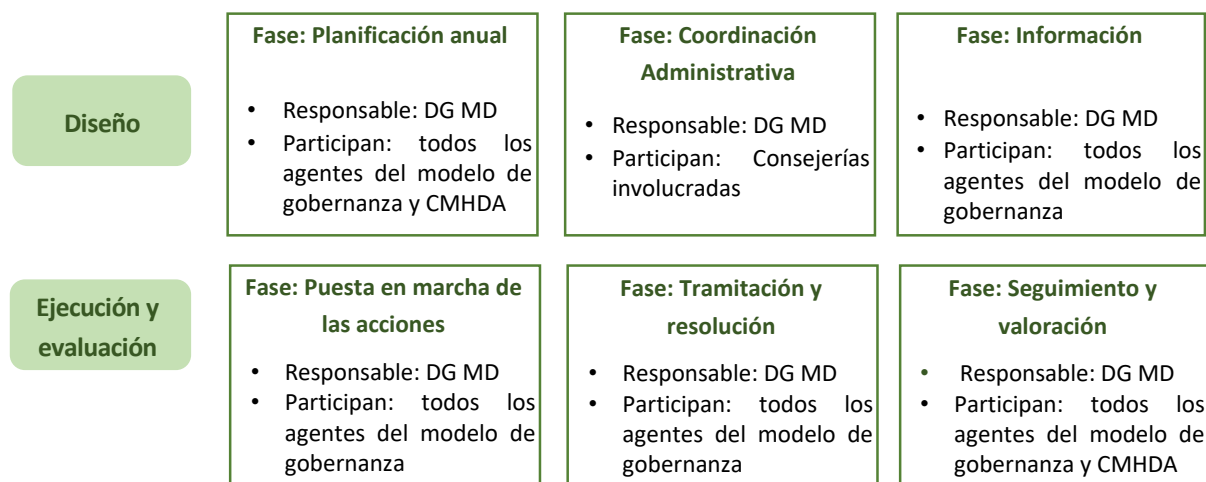 Diseño
Fase: Planificación anual
• Responsable: DG MD
• Participan: todos los
agentes del modelo de
gobernanza y CMHDA
Fase: Coordinación
Administrativa
• Responsable: DG MD
• Participan: Consejerías
involucradas
Fase: Información
• Responsable: DG MD
• Participan: todos los
agentes del modelo de
gobernanza
Ejecución y
evaluación
Fase: Puesta en marcha de
las acciones
• Responsable: DG MD
• Participan: todos los
agentes del modelo de
gobernanza
Fase: Tramitación y
resolución
• Responsable: DG MD
• Participan: todos los
agentes del modelo de
gobernanza
Fase: Seguimiento y
valoración
• Responsable: DG MD
• Participan: todos los
agentes del modelo de
gobernanza y CMHDA